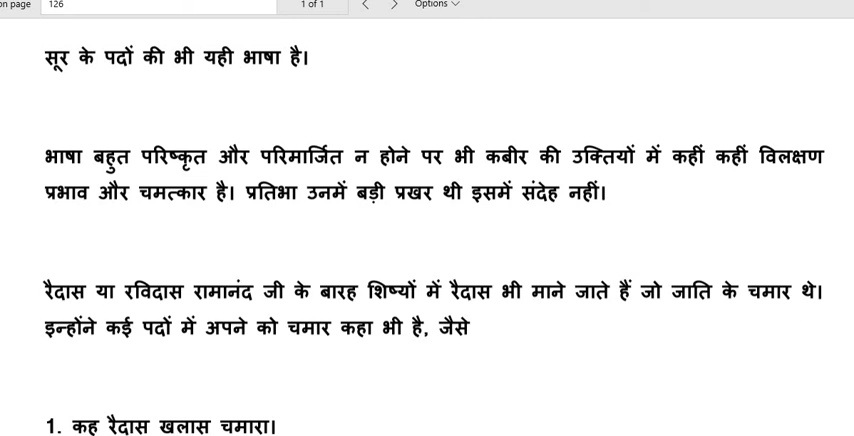 on page 126 1 of 1 Options
सूर के पदों की भी यही भाषा है।
भाषा बहुत परिष्कृत और परिमार्जित न होने पर भी कबीर की उक्तियों में कहीं कहीं विलक्षण
प्रभाव और चमत्कार है। प्रतिभा उनमें बड़ी प्रखर थी इसमें संदेह नहीं।
रैदास या रविदास रामानंद जी के बारह शिष्यों में रैदास भी माने जाते हैं जो जाति के चमार थे।
इन्होंने कई पदों में अपने को चमार कहा भी है, जैसे
1. कह रैदास खलास चमारा।